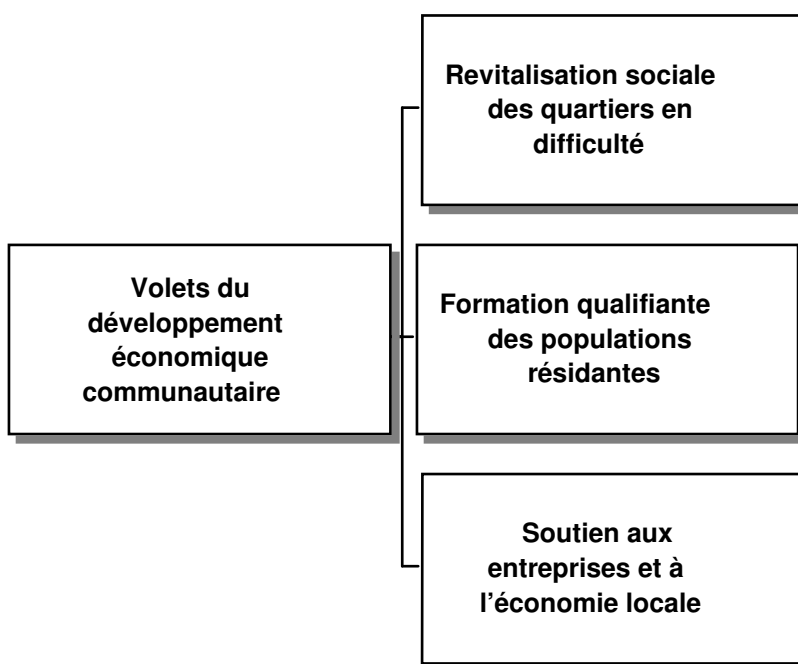 Revitalisation sociale
des quartiers en
difficulté
Volets du
développement
économique
communautaire
Formation qualifiante
des populations
résidantes
Soutien aux
entreprises et à
l’économie locale